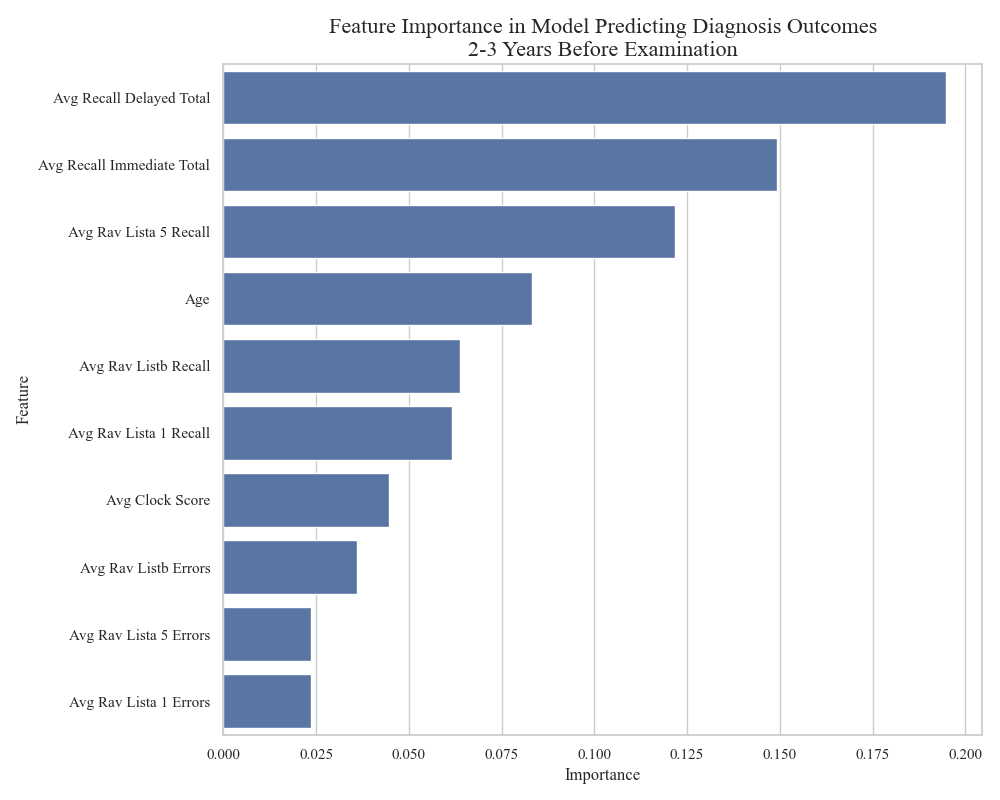 Feature Importance in Model Predicting Diagnosis Outcomes
2-3 Years Before Examination
Feature
Avg Recall Delayed Total
Avg Recall Immediate Total
Avg Rav Lista 5 Recall
Age
Avg Rav Listb Recall
Avg Rav Lista 1 Recall
Avg Clock Score
Avg Rav Listb Errors
Avg Rav Lista 5 Errors
Avg Rav Lista 1 Errors
0.000 0.025 0.050 0.075 0.100 0.125 0.150 0.175 0.200
Importance